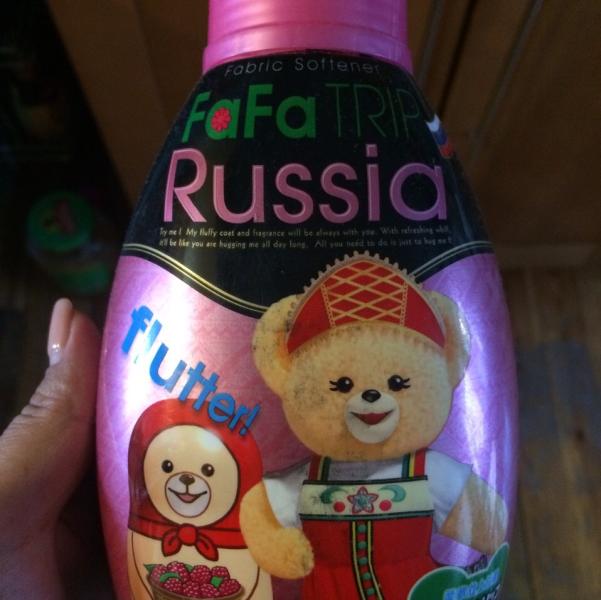 Fabric Softener
FaFa TRIP
Russia
Try me! My fluffy coat and fragrance will be always with you. With refreshing whiff,
it'll be like you are hugging me all day long. All you need to do is just to hug me!!
flutter!